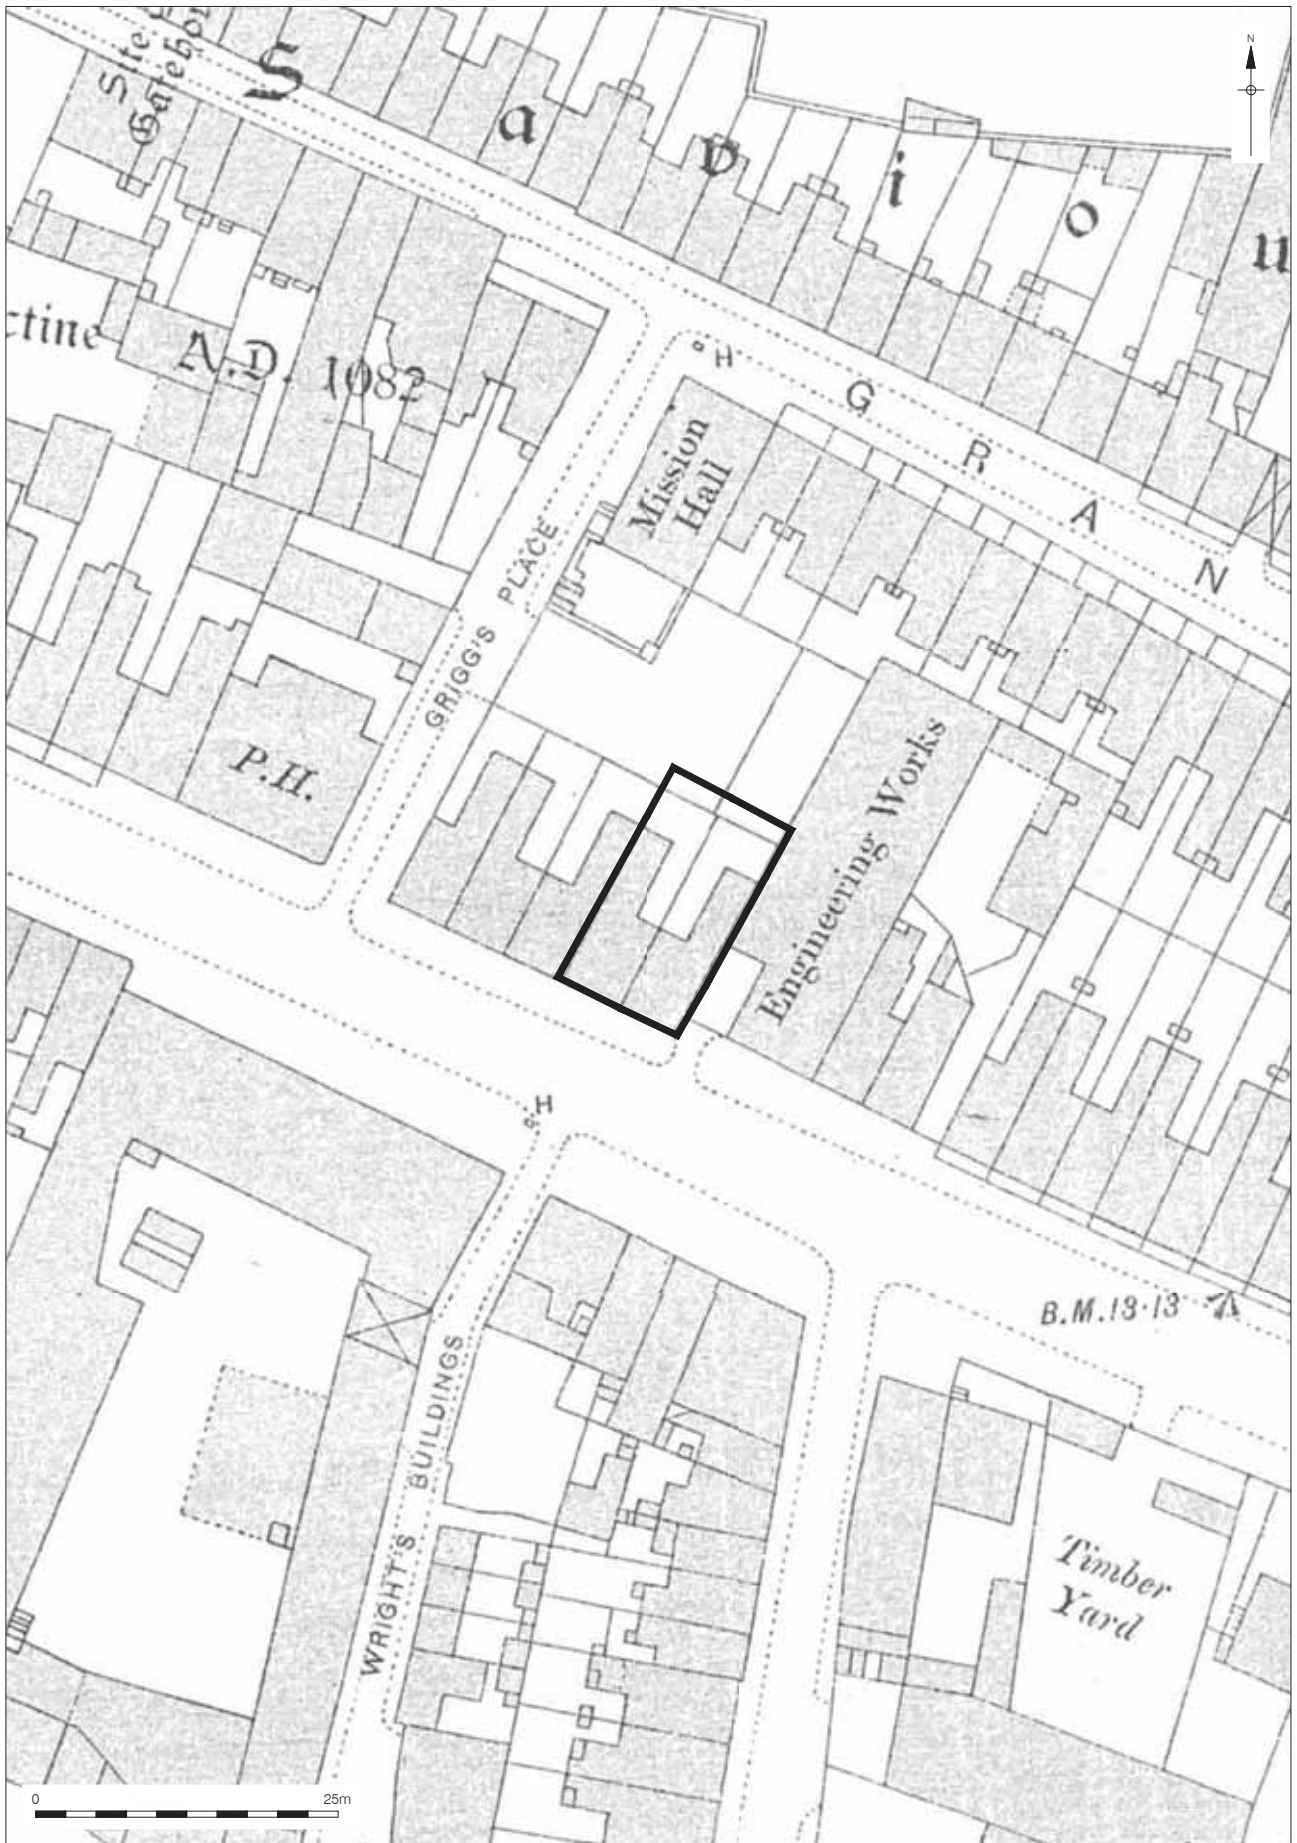 N
Site
Gatehou
S a v i o u
ctine A.D. 1082
H
G R A N
Mission
Hall
GRIGG'S PLACE
P.H.
Engineering Works
H
B.M.13·13
WRIGHT'S BUILDINGS
Timber
Yard
0 25m